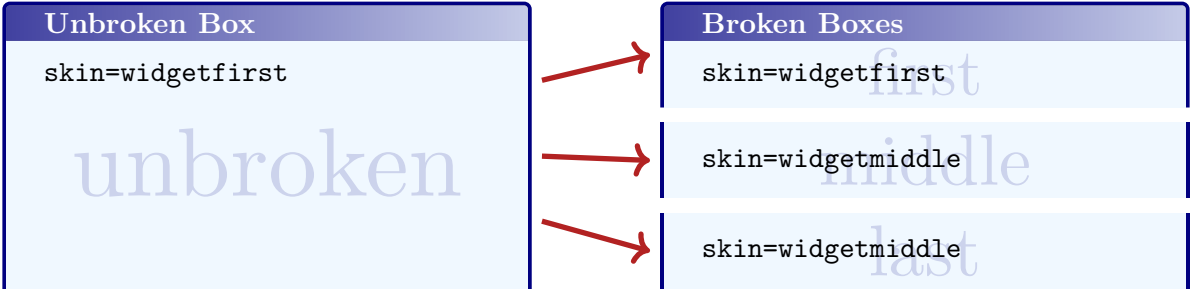 Unbroken Box
skin=widgetfirst
unbroken
Broken Boxes
first
skin=widgetfirst
middle
skin=widgetmiddle
last
skin=widgetmiddle